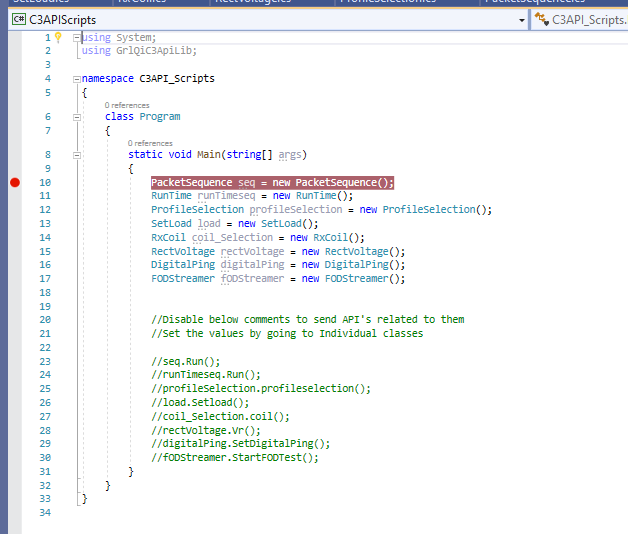 C# C3APIScripts C3API_Scripts.
1 using System;
2 using GrlQiC3ApiLib;
3
4 namespace C3API_Scripts
5 {
0 references
6 class Program
7 {
0 references
8 static void Main(string[] args)
9 {
10 PacketSequence seq = new PacketSequence();
11 RunTime runTimeseq = new RunTime();
12 ProfileSelection profileSelection = new ProfileSelection();
13 SetLoad load = new SetLoad();
14 RxCoil coil_Selection = new RxCoil();
15 RectVoltage rectVoltage = new RectVoltage();
16 DigitalPing digitalPing = new DigitalPing();
17 FODStreamer fODStreamer = new FODStreamer();
18
19
20 //Disable below comments to send API's related to them
21 //Set the values by going to Individual classes
22
23 //seq.Run();
24 //runTimeseq.Run();
25 //profileSelection.profileselection();
26 //load.Setload();
27 //coil_Selection.coil();
28 //rectVoltage.Vr();
29 //digitalPing.SetDigitalPing();
30 //fODStreamer.StartFODTest();
31 }
32 }
33 }
34